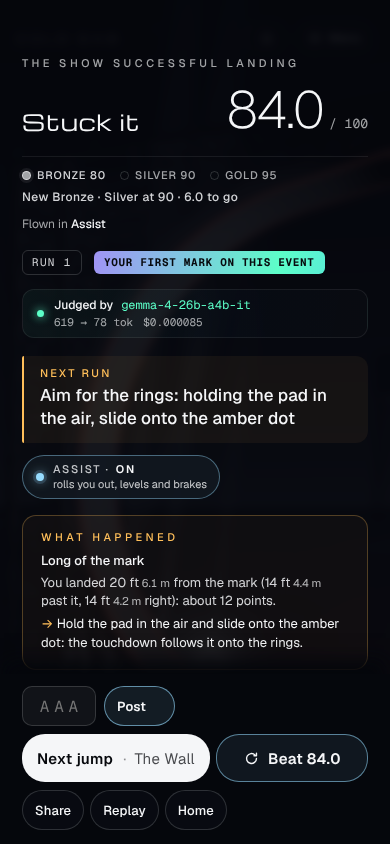 THE SHOW SUCCESSFUL LANDING
Stuck it
84.0 / 100
BRONZE 80 SILVER 90 GOLD 95
New Bronze · Silver at 90 · 6.0 to go
Flown in Assist
RUN 1
YOUR FIRST MARK ON THIS EVENT
Judged by gemma-4-26b-a4b-it
619 → 78 tok $0.000085
NEXT RUN
Aim for the rings: holding the pad in
the air, slide onto the amber dot
ASSIST · ON
rolls you out, levels and brakes
WHAT HAPPENED
Long of the mark
You landed 20 ft 6.1 m from the mark (14 ft 4.4 m
past it, 14 ft 4.2 m right): about 12 points.
→ Hold the pad in the air and slide onto the amber
dot: the touchdown follows it onto the rings.
AAA
Post
Next jump · The Wall
Beat 84.0
Share
Replay
Home